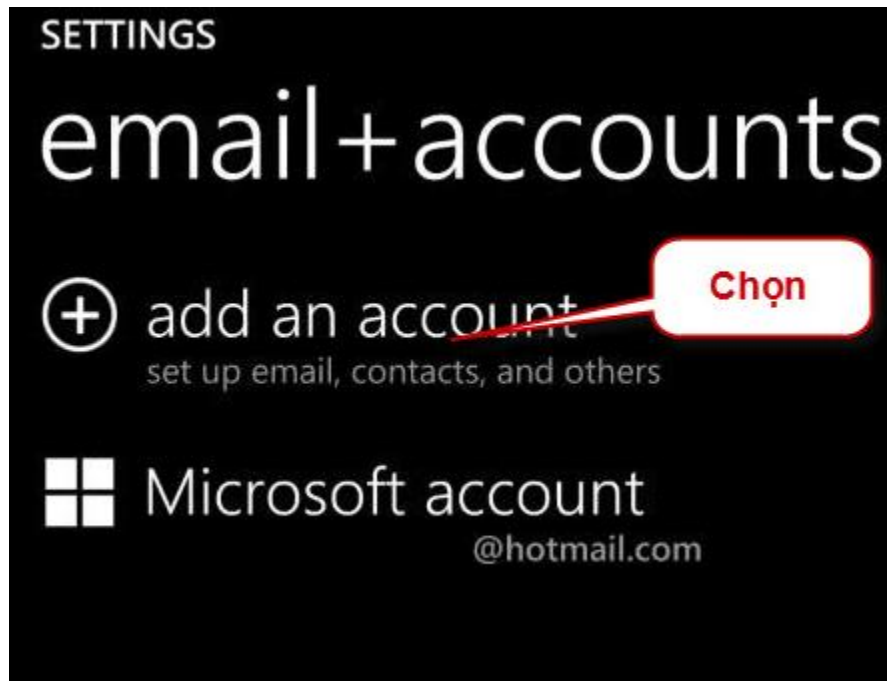 SETTINGS
email+accounts
add an account
Chọn
set up email, contacts, and others
Microsoft account
@hotmail.com